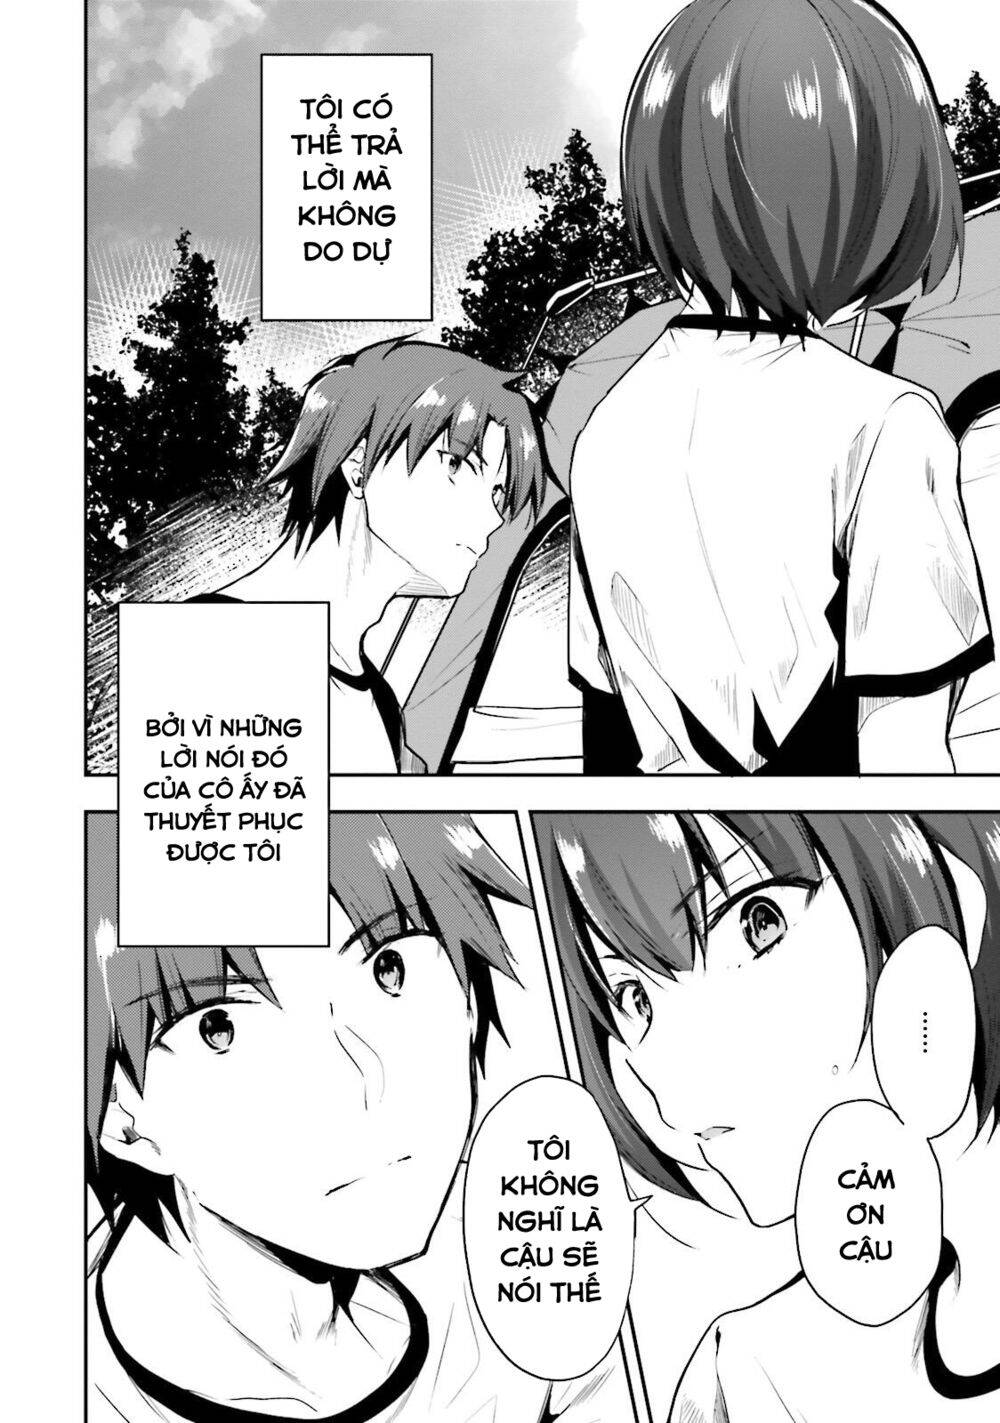 TÔI CÓ
THỂ TRẢ
LỜI MÀ
KHÔNG
DO DỰ
BỞI VÌ NHỮNG
LỜI NÓI ĐÓ
CỦA CÔ ẤY ĐÃ
THUYẾT PHỤC
ĐƯỢC TÔI
......
CẢM
ƠN
CẬU
TÔI
KHÔNG
NGHĨ LÀ
CẬU SẼ
NÓI THẾ